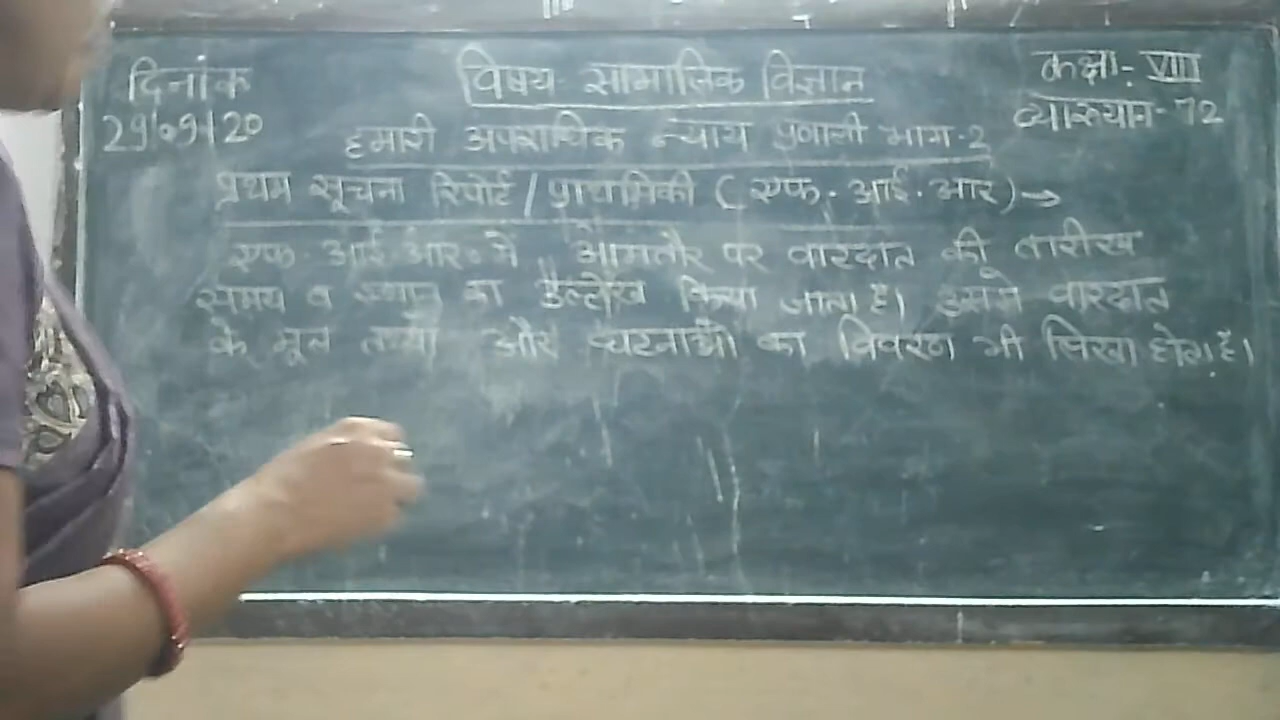 दिनांक
29/09/20
विषय - सामाजिक विज्ञान
कक्षा - VIII
व्याख्यान - 72
हमारी अपराधिक न्याय प्रणाली भाग - 2
प्रथम सूचना रिपोर्ट / प्राथमिकी ( एफ . आई . आर ) →
एफ . आई . आर . में आमतौर पर वारदात की तारीख
समय व स्थान का उल्लेख किया जाता है। इसमे वारदात
के मूल तथ्यों और घटनाओं का विवरण भी लिखा होता है।